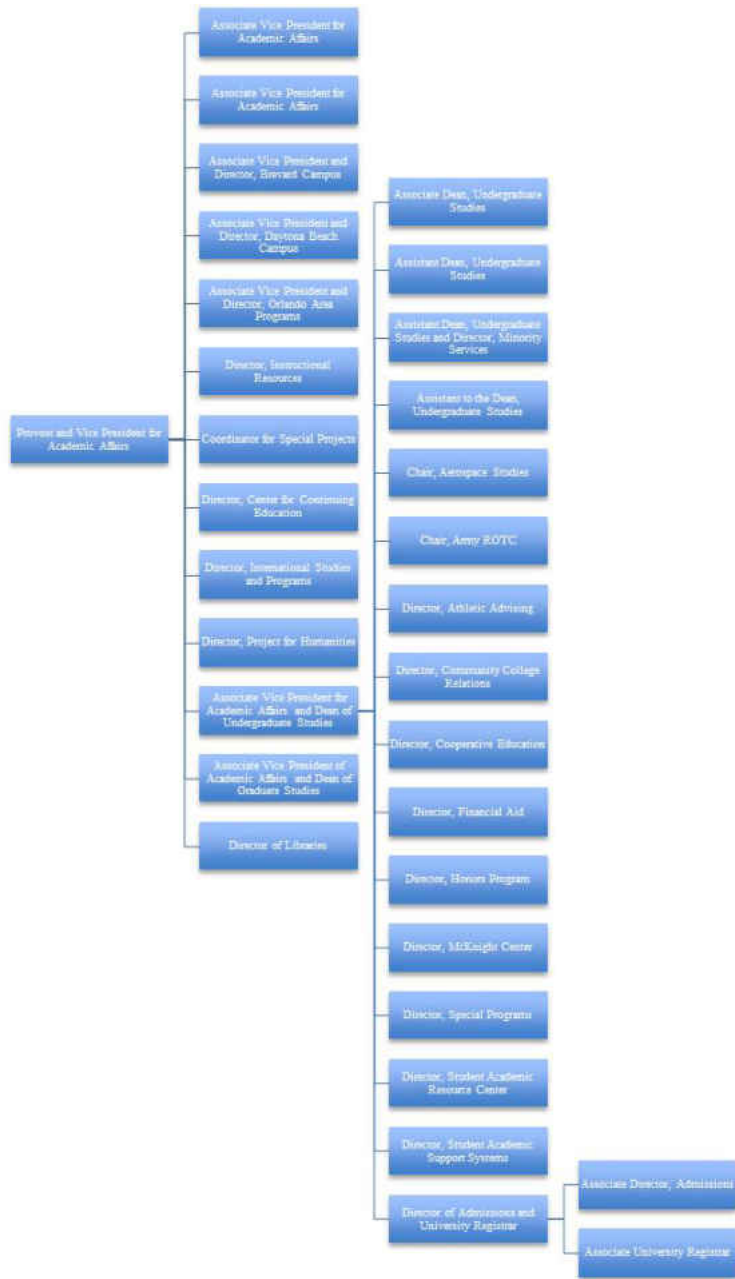 Associate Vice President for
Academic Affairs
Associate Vice President for
Academic Affairs
Associate Vice President and
Director, Brevard Campus
Associate Vice President and
Director, Daytona Beach
Campus
Associate Vice President and
Director, Orlando Area
Programs
Director, Instructional
Resources
Provost and Vice President for
Academic Affairs
Coordinator for Special Projects
Director, Center for Continuing
Education
Director, International Studies
and Programs
Director, Project for Humanities
Associate Vice President for
Academic Affairs and Dean of
Undergraduate Studies
Associate Vice President of
Academic Affairs and Dean of
Graduate Studies
Director of Libraries
Associate Dean, Undergraduate
Studies
Assistant Dean, Undergraduate
Studies
Assistant Dean, Undergraduate
Studies and Director, Minority
Services
Assistant to the Dean,
Undergraduate Studies
Chair, Aerospace Studies
Chair, Army ROTC
Director, Athletic Advising
Director, Community College
Relations
Director, Cooperative Education
Director, Financial Aid
Director, Honors Program
Director, McKnight Center
Director, Special Programs
Director, Student Academic
Resource Center
Director, Student Academic
Support Systems
Director of Admissions and
University Registrar
Associate Director, Admissions
Associate University Registrar